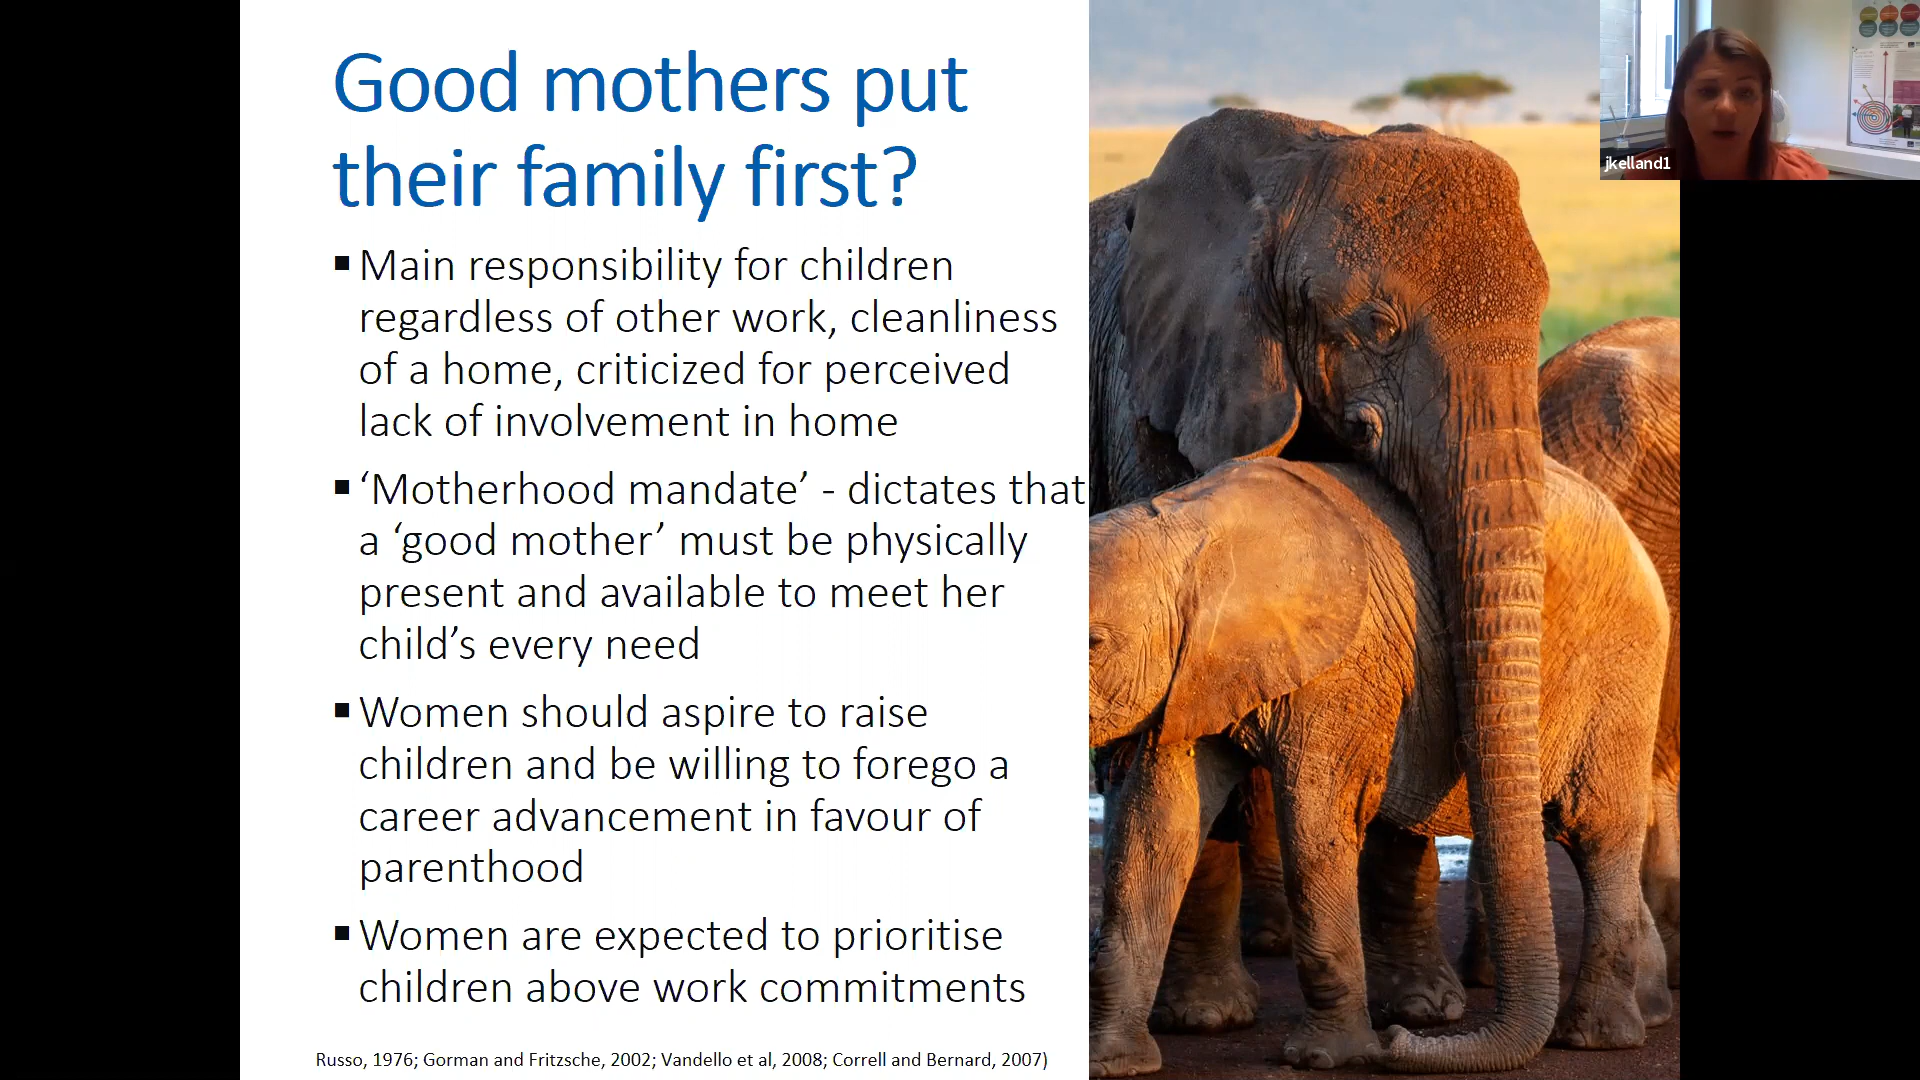 Good mothers put
their family first?
▪Main responsibility for children
regardless of other work, cleanliness
of a home, criticized for perceived
lack of involvement in home
▪‘Motherhood mandate’ - dictates that
a ‘good mother’ must be physically
present and available to meet her
child’s every need
▪Women should aspire to raise
children and be willing to forego a
career advancement in favour of
parenthood
▪Women are expected to prioritise
children above work commitments
Russo, 1976; Gorman and Fritzsche, 2002; Vandello et al, 2008; Correll and Bernard, 2007)
jkelland1